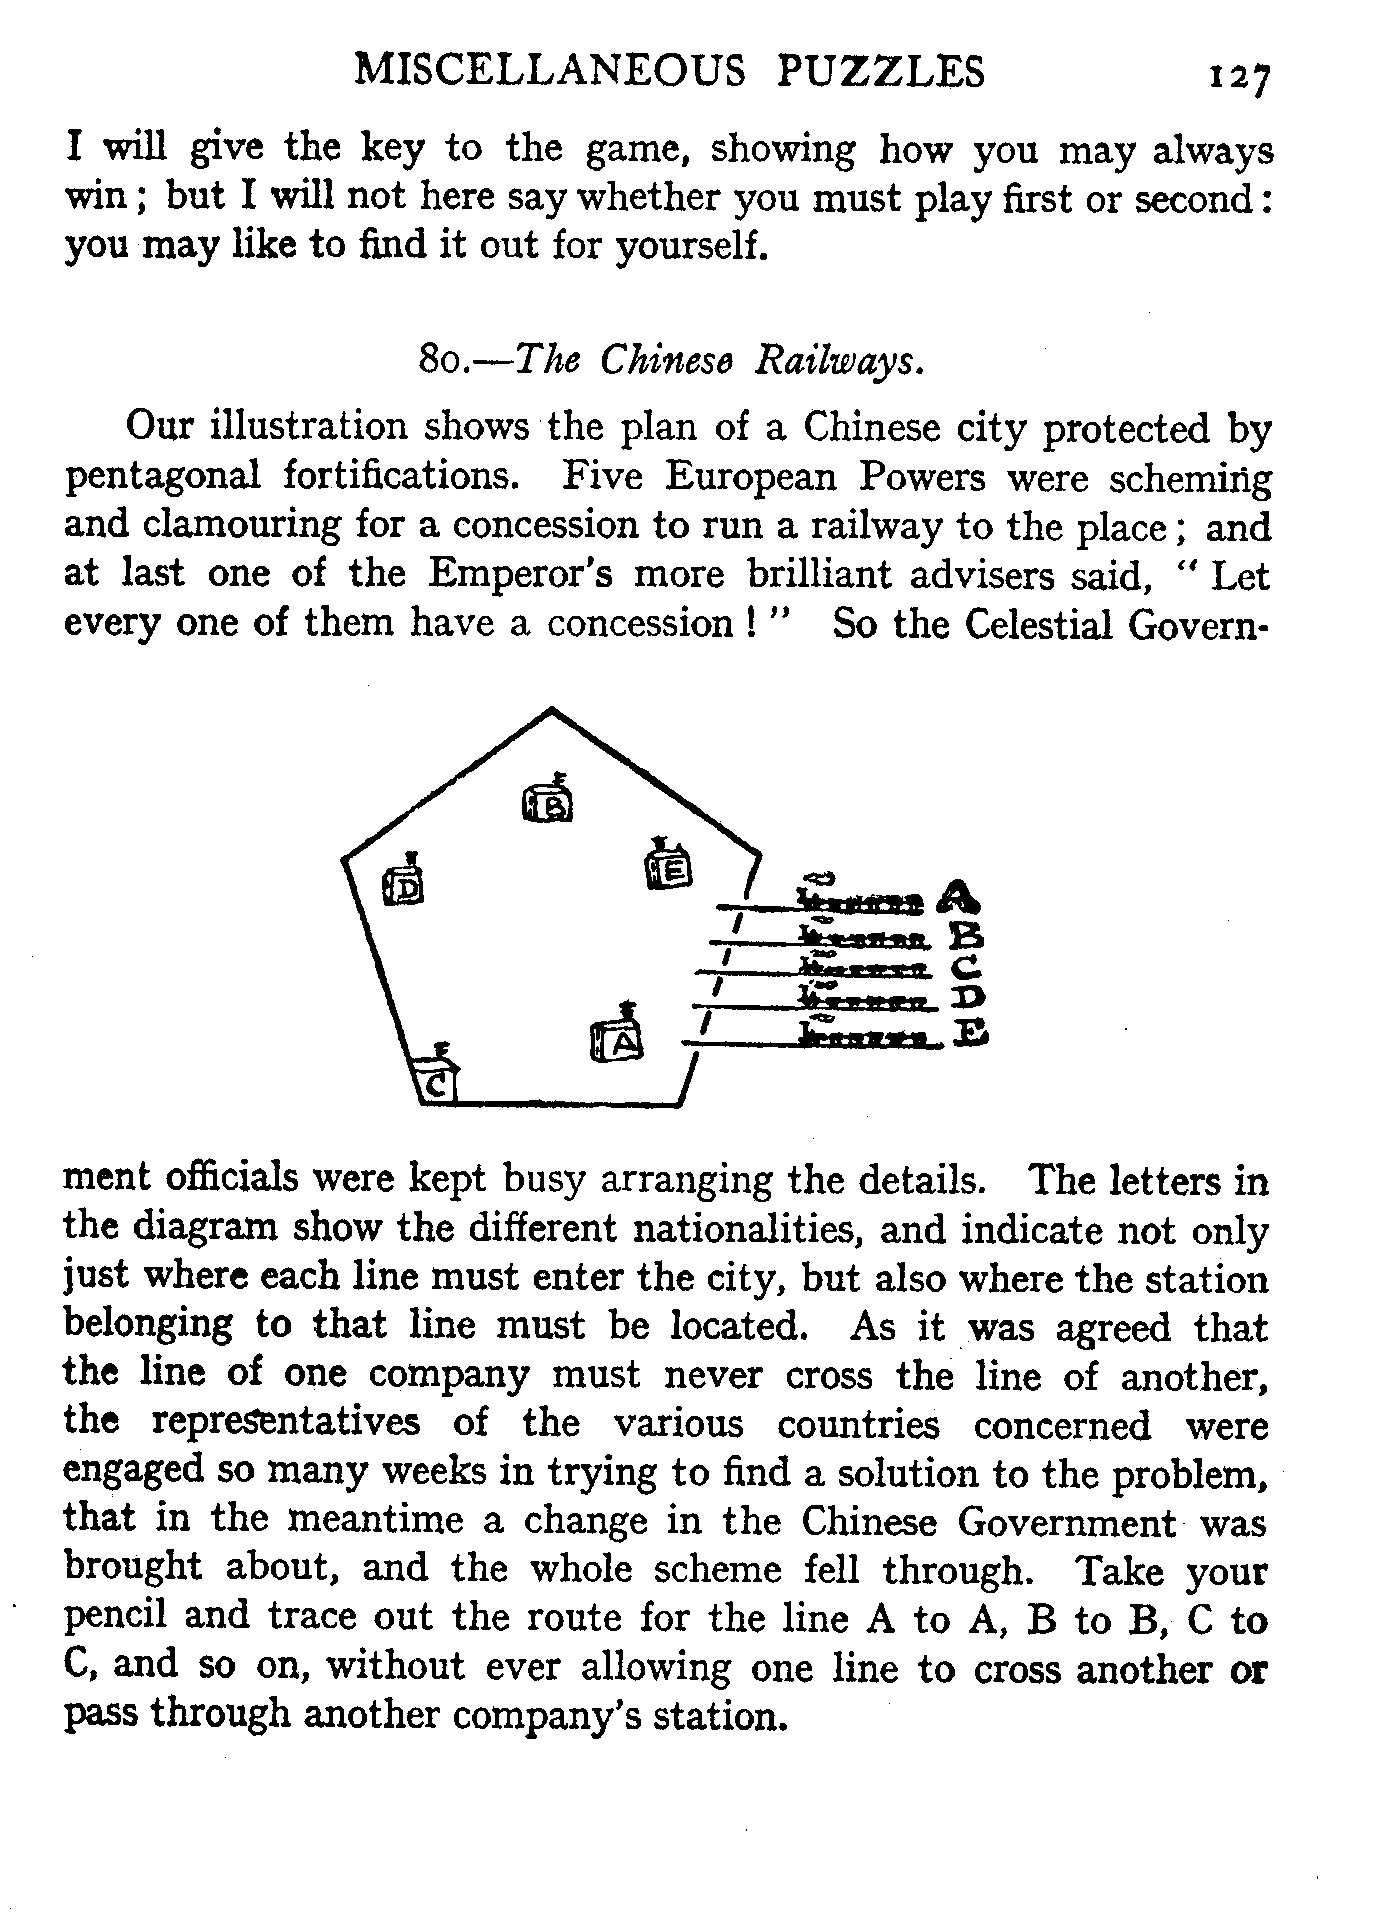 MISCELLANEOUS PUZZLES 127
I will give the key to the game, showing how you may always
win ; but I will not here say whether you must play first or second :
you may like to find it out for yourself.
80.—The Chinese Railways.
Our illustration shows the plan of a Chinese city protected by
pentagonal fortifications. Five European Powers were scheming
and clamouring for a concession to run a railway to the place ; and
at last one of the Emperor's more brilliant advisers said, " Let
every one of them have a concession ! " So the Celestial Govern-
B
D
E
A
C
A
B
C
D
E
ment officials were kept busy arranging the details. The letters in
the diagram show the different nationalities, and indicate not only
just where each line must enter the city, but also where the station
belonging to that line must be located. As it was agreed that
the line of one company must never cross the line of another,
the representatives of the various countries concerned were
engaged so many weeks in trying to find a solution to the problem,
that in the meantime a change in the Chinese Government was
brought about, and the whole scheme fell through. Take your
pencil and trace out the route for the line A to A, B to B, C to
C, and so on, without ever allowing one line to cross another or
pass through another company's station.